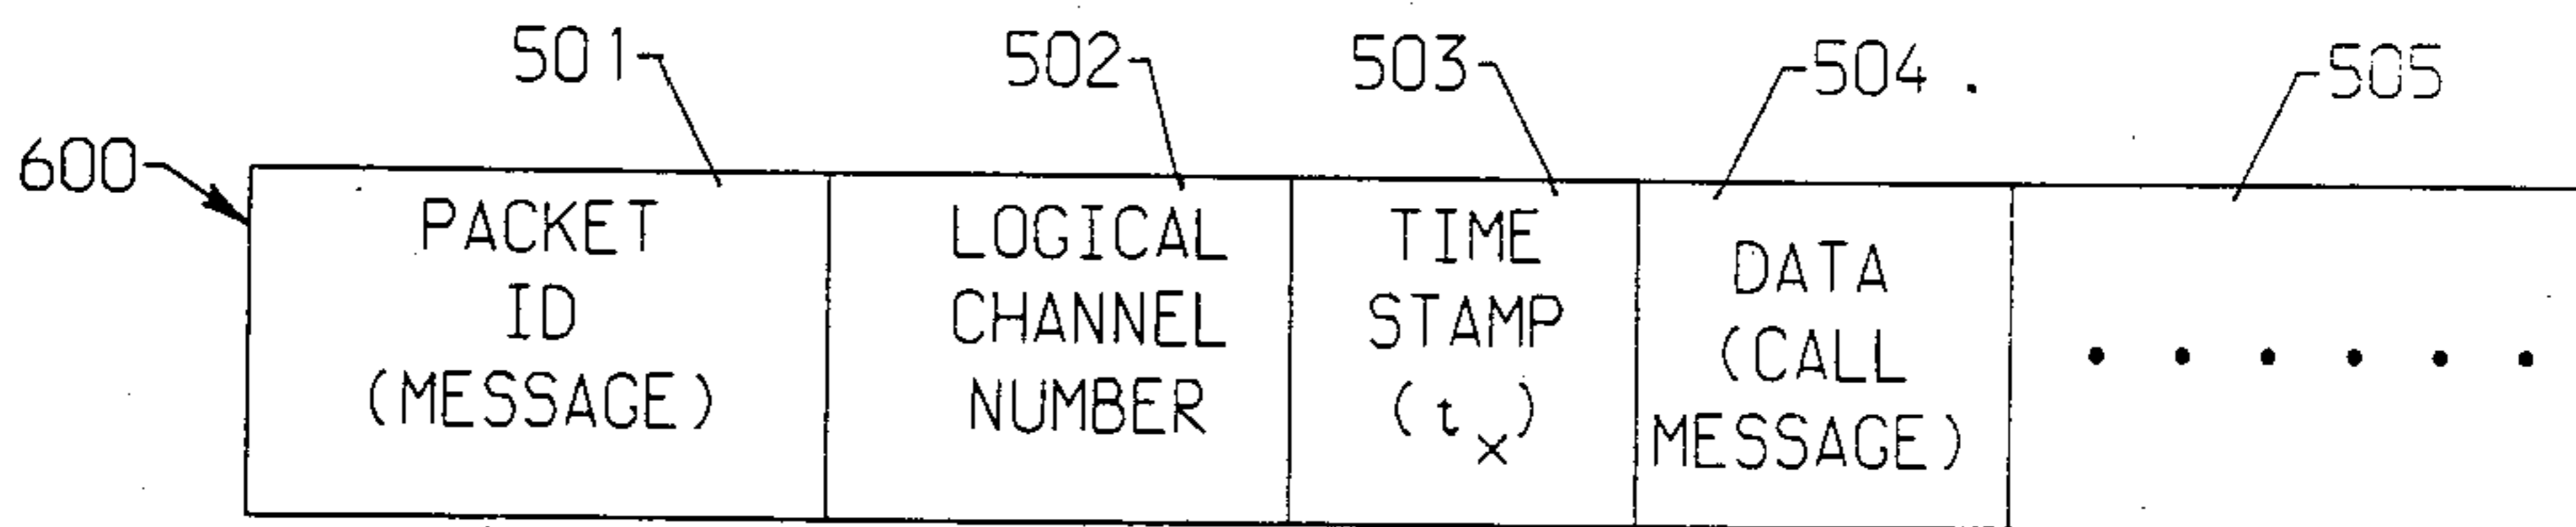 501 502 503 504 505
600
PACKET
ID
(MESSAGE)
LOGICAL
CHANNEL
NUMBER
TIME
STAMP
(tx)
DATA
(CALL
MESSAGE)
• • • • • •